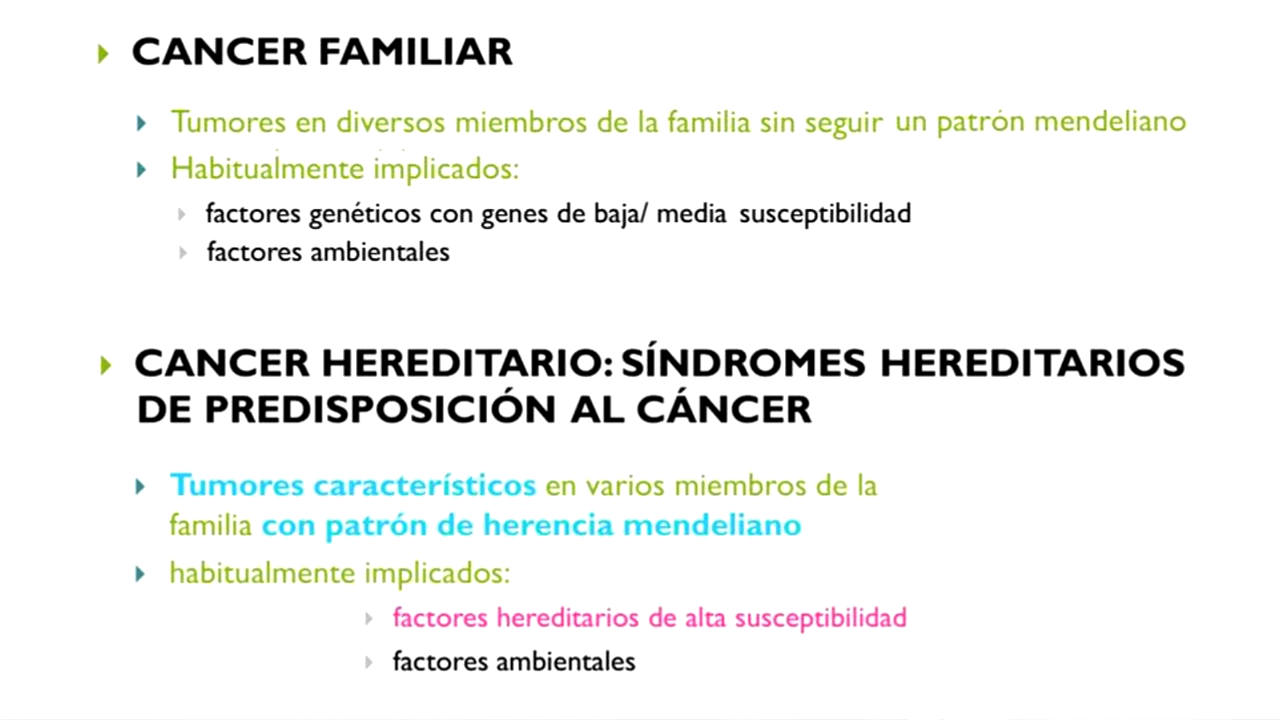 CANCER FAMILIAR
Tumores en diversos miembros de la familia sin seguir un patrón mendeliano
Habitualmente implicados:
factores genéticos con genes de baja/ media susceptibilidad
factores ambientales
CANCER HEREDITARIO: SÍNDROMES HEREDITARIOS
DE PREDISPOSICIÓN AL CÁNCER
Tumores característicos en varios miembros de la
familia con patrón de herencia mendeliano
habitualmente implicados:
factores hereditarios de alta susceptibilidad
factores ambientales